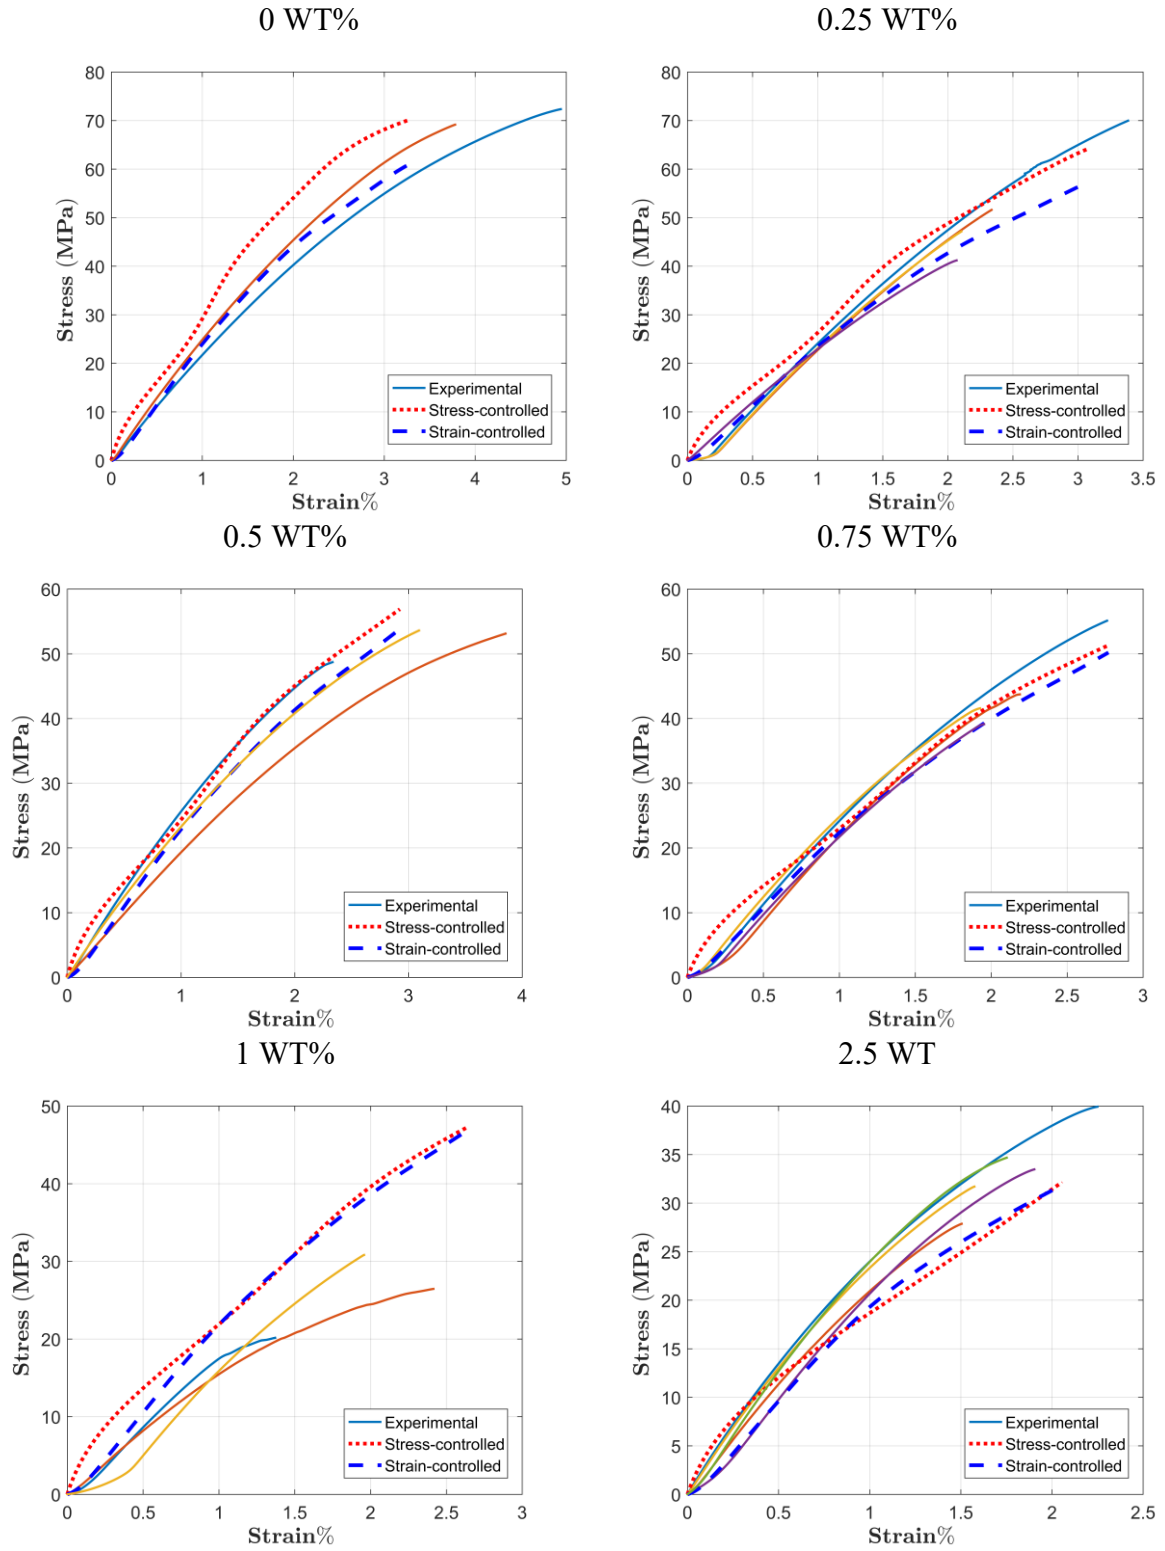 0 WT%
0.25 WT%
80
70
60
50
40
30
20
10
0
Stress (MPa)
0
1
2
3
4
5
Strain%
Experimental
Stress-controlled
Strain-controlled
80
70
60
50
40
30
20
10
0
Stress (MPa)
0
0.5
1
1.5
2
2.5
3
3.5
Strain%
Experimental
Stress-controlled
Strain-controlled
0.5 WT%
0.75 WT%
60
50
40
30
20
10
0
Stress (MPa)
0
1
2
3
4
Strain%
Experimental
Stress-controlled
Strain-controlled
60
50
40
30
20
10
0
Stress (MPa)
0
0.5
1
1.5
2
2.5
3
Strain%
Experimental
Stress-controlled
Strain-controlled
1 WT%
2.5 WT
50
40
30
20
10
0
Stress (MPa)
0
0.5
1
1.5
2
2.5
3
Strain%
Experimental
Stress-controlled
Strain-controlled
40
35
30
25
20
15
10
5
0
Stress (MPa)
0
0.5
1
1.5
2
2.5
Strain%
Experimental
Stress-controlled
Strain-controlled